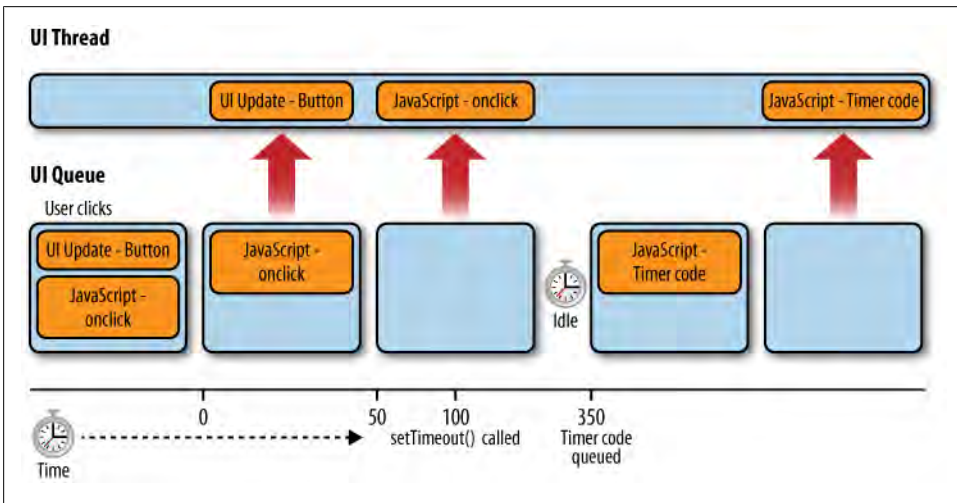 UI Thread
UI Update - Button
JavaScript - onclick
JavaScript - Timer code
UI Queue
User clicks
UI Update - Button
JavaScript -
onclick
JavaScript -
onclick
Idle
JavaScript -
Timer code
0
50
100
350
setTimeout() called
Timer code
queued
Time